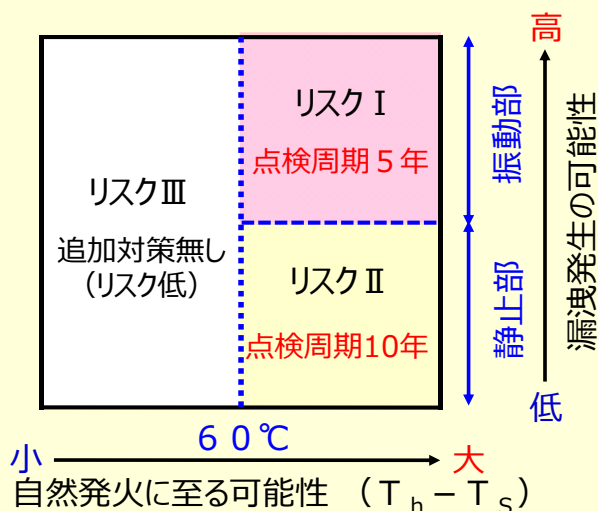 高
リスクⅠ
点検周期５年
振動部
リスクⅢ
追加対策無し
（リスク低）
リスクⅡ
点検周期10年
静止部
漏洩発生の可能性
低
６０℃
小
大
自然発火に至る可能性 （Ｔｈ－ＴＳ）